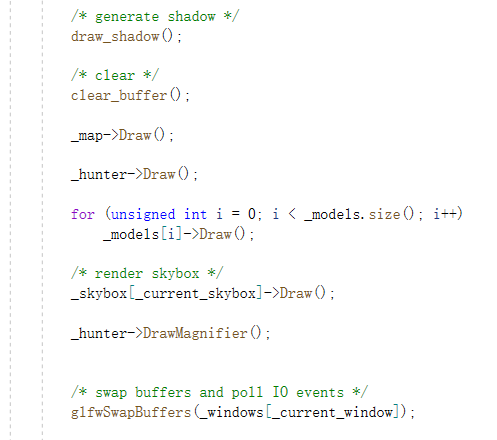 /* generate shadow */
draw_shadow();
/* clear */
clear_buffer();
_map->Draw();
_hunter->Draw();
for (unsigned int i = 0; i < _models.size(); i++)
_models[i]->Draw();
/* render skybox */
_skybox[_current_skybox]->Draw();
_hunter->DrawMagnifier();
/* swap buffers and poll IO events */
glfwSwapBuffers(_windows[_current_window]);